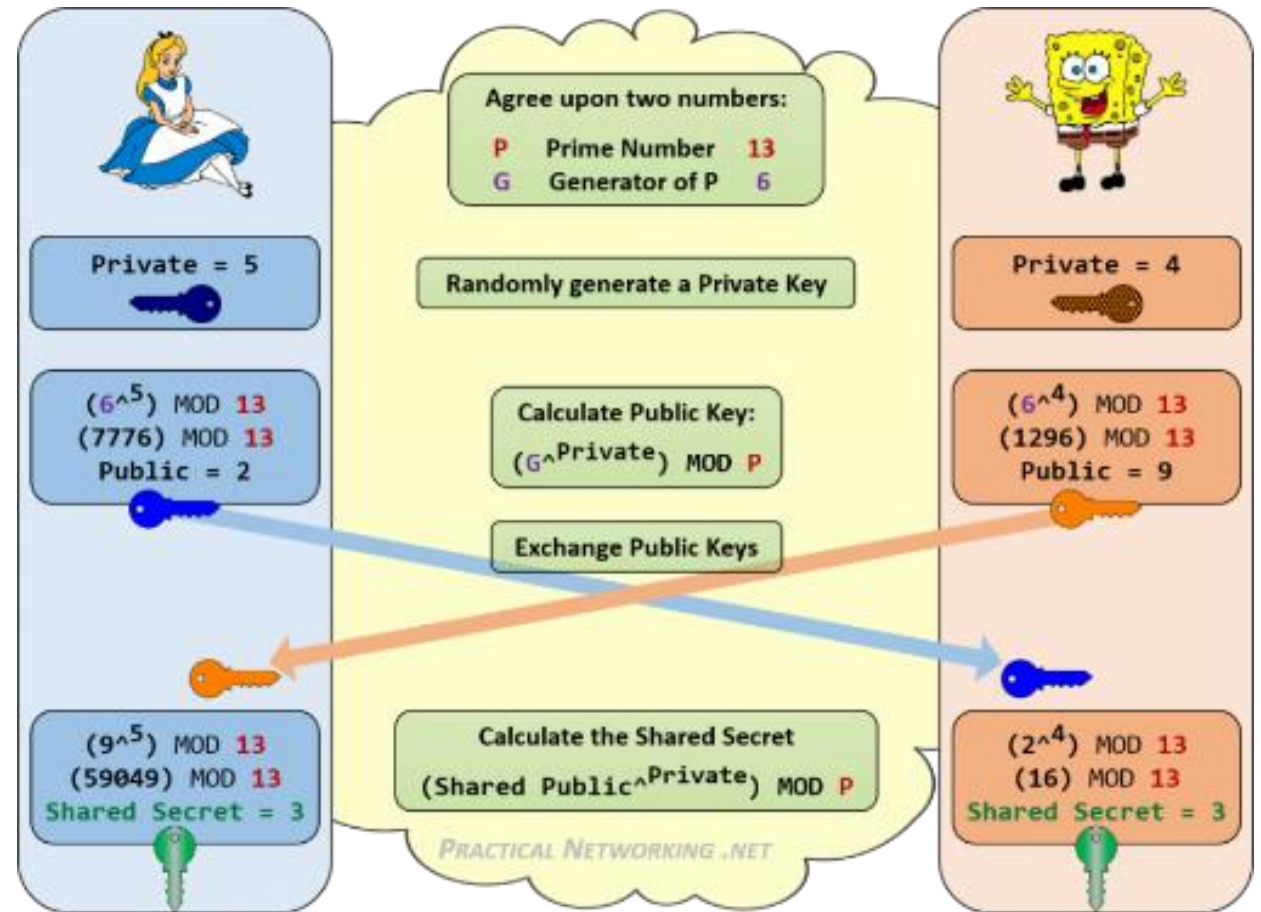 Agree upon two numbers:
P Prime Number 13
G Generator of P 6
Private = 5
Randomly generate a Private Key
Private = 4
(6^5) MOD 13
(7776) MOD 13
Public = 2
Calculate Public Key:
(G^Private) MOD P
(6^4) MOD 13
(1296) MOD 13
Public = 9
Exchange Public Keys
(9^5) MOD 13
(59049) MOD 13
Shared Secret = 3
Calculate the Shared Secret
(Shared Public^Private) MOD P
(2^4) MOD 13
(16) MOD 13
Shared Secret = 3
PRACTICAL NETWORKING .NET